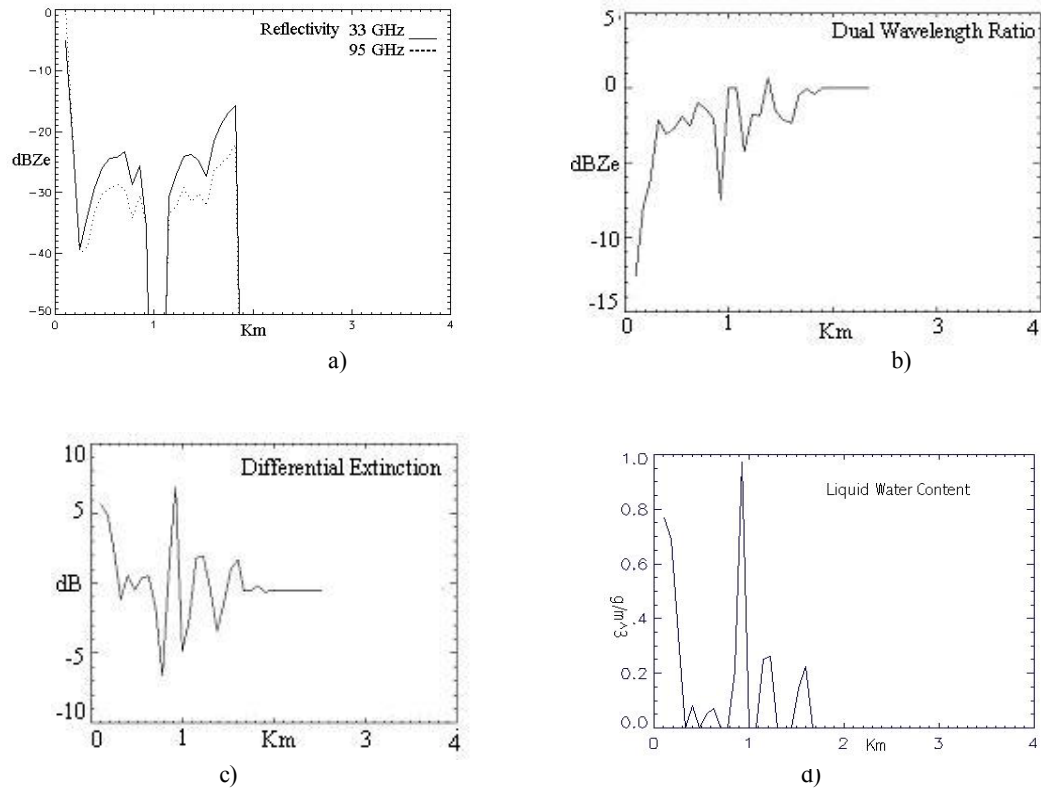 0
-10
-20
dBZe
-30
-40
-50
Reflectivity 33 GHz
95 GHz
0
1
3
4
Km
a)
5
0
dBZe
-10
-15
Dual Wavelength Ratio
0
1
3
4
Km
b)
10
5
dB
-5
-10
Differential Extinction
0
1
3
4
Km
c)
1.0
0.8
0.6
g/m^3
.4
0.2
0.0
Liquid Water Content
0
1
2
3
4
Km
d)